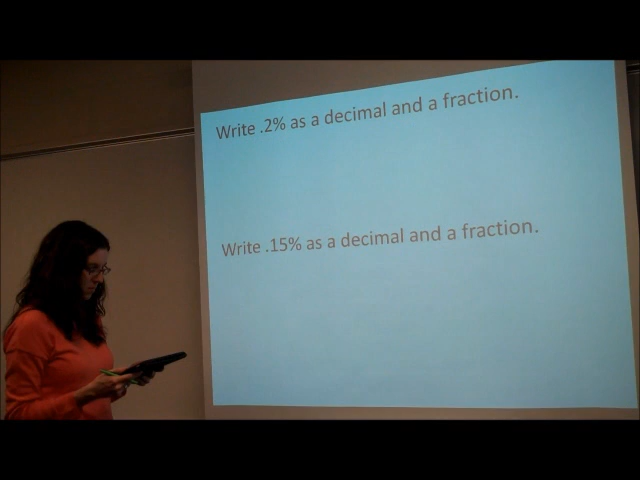 Write .2% as a decimal and a fraction.
Write .15% as a decimal and a fraction.